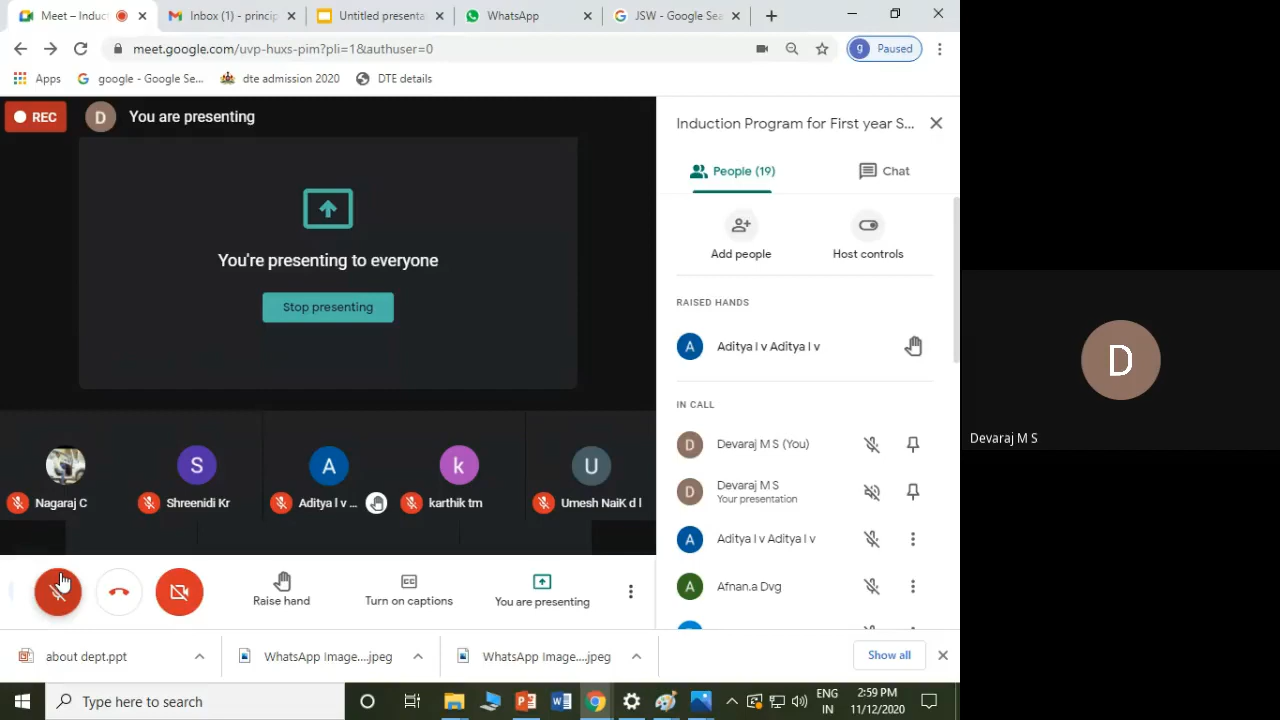 Meet – Induc
Inbox (1) - princip
Untitled presenta
WhatsApp
JSW - Google Sea
meet.google.com/uvp-huxs-pim?pli=1&authuser=0
g Paused
Apps
google - Google Se...
dte admission 2020
DTE details
REC
D
You are presenting
You're presenting to everyone
Stop presenting
Nagaraj C
S
Shreenidi Kr
A
Aditya l v ...
k
karthik tm
U
Umesh NaiK d l
Raise hand
Turn on captions
You are presenting
Induction Program for First year S...
People (19)
Chat
Add people
Host controls
RAISED HANDS
A
Aditya l v Aditya l v
IN CALL
D
Devaraj M S (You)
D
Devaraj M S
Your presentation
A
Aditya l v Aditya l v
A
Afnan.a Dvg
D
Devaraj M S
about dept.ppt
WhatsApp Image....jpeg
WhatsApp Image....jpeg
Show all
Type here to search
ENG
IN
2:59 PM
11/12/2020